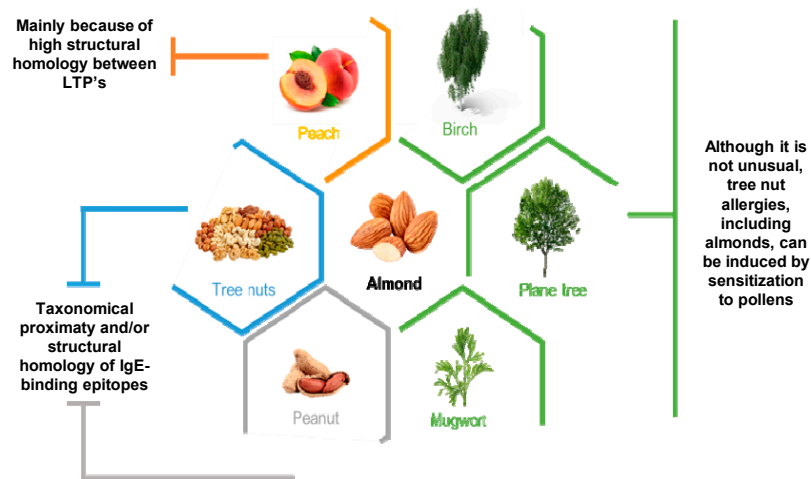 Mainly because of
high structural
homology between
LTP's
Peach
Birch
Although it is
not unusual,
tree nut
allergies,
including
almonds, can
be induced by
sensitization
to pollens
Tree nuts
Almond
Plane tree
Taxonomical
proximaty and/or
structural
homology of IgE-
binding epitopes
Peanut
Mugwort